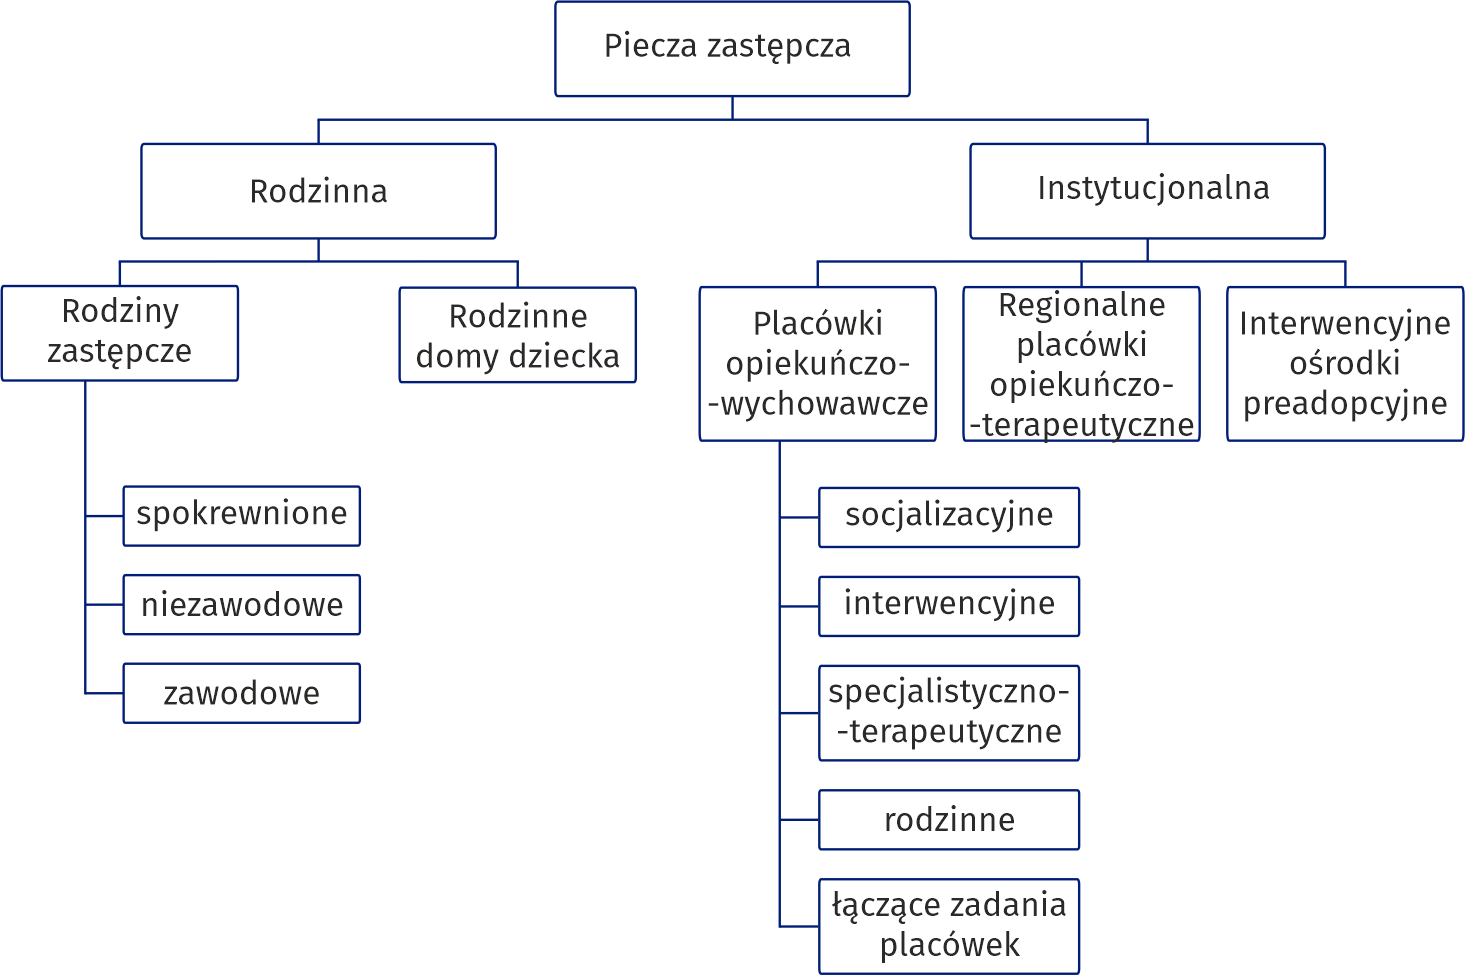 Piecza zastępcza
Rodzinna
Instytucjonalna
Rodziny
zastępcze
Rodzinne
domy dziecka
Placówki
opiekuńczo-
-wychowawcze
Regionalne
placówki
opiekuńczo-
-terapeutyczne
Interwencyjne
ośrodki
preadopcyjne
spokrewnione
niezawodowe
zawodowe
socjalizacyjne
interwencyjne
specjalistyczno-
-terapeutyczne
rodzinne
łączące zadania
placówek